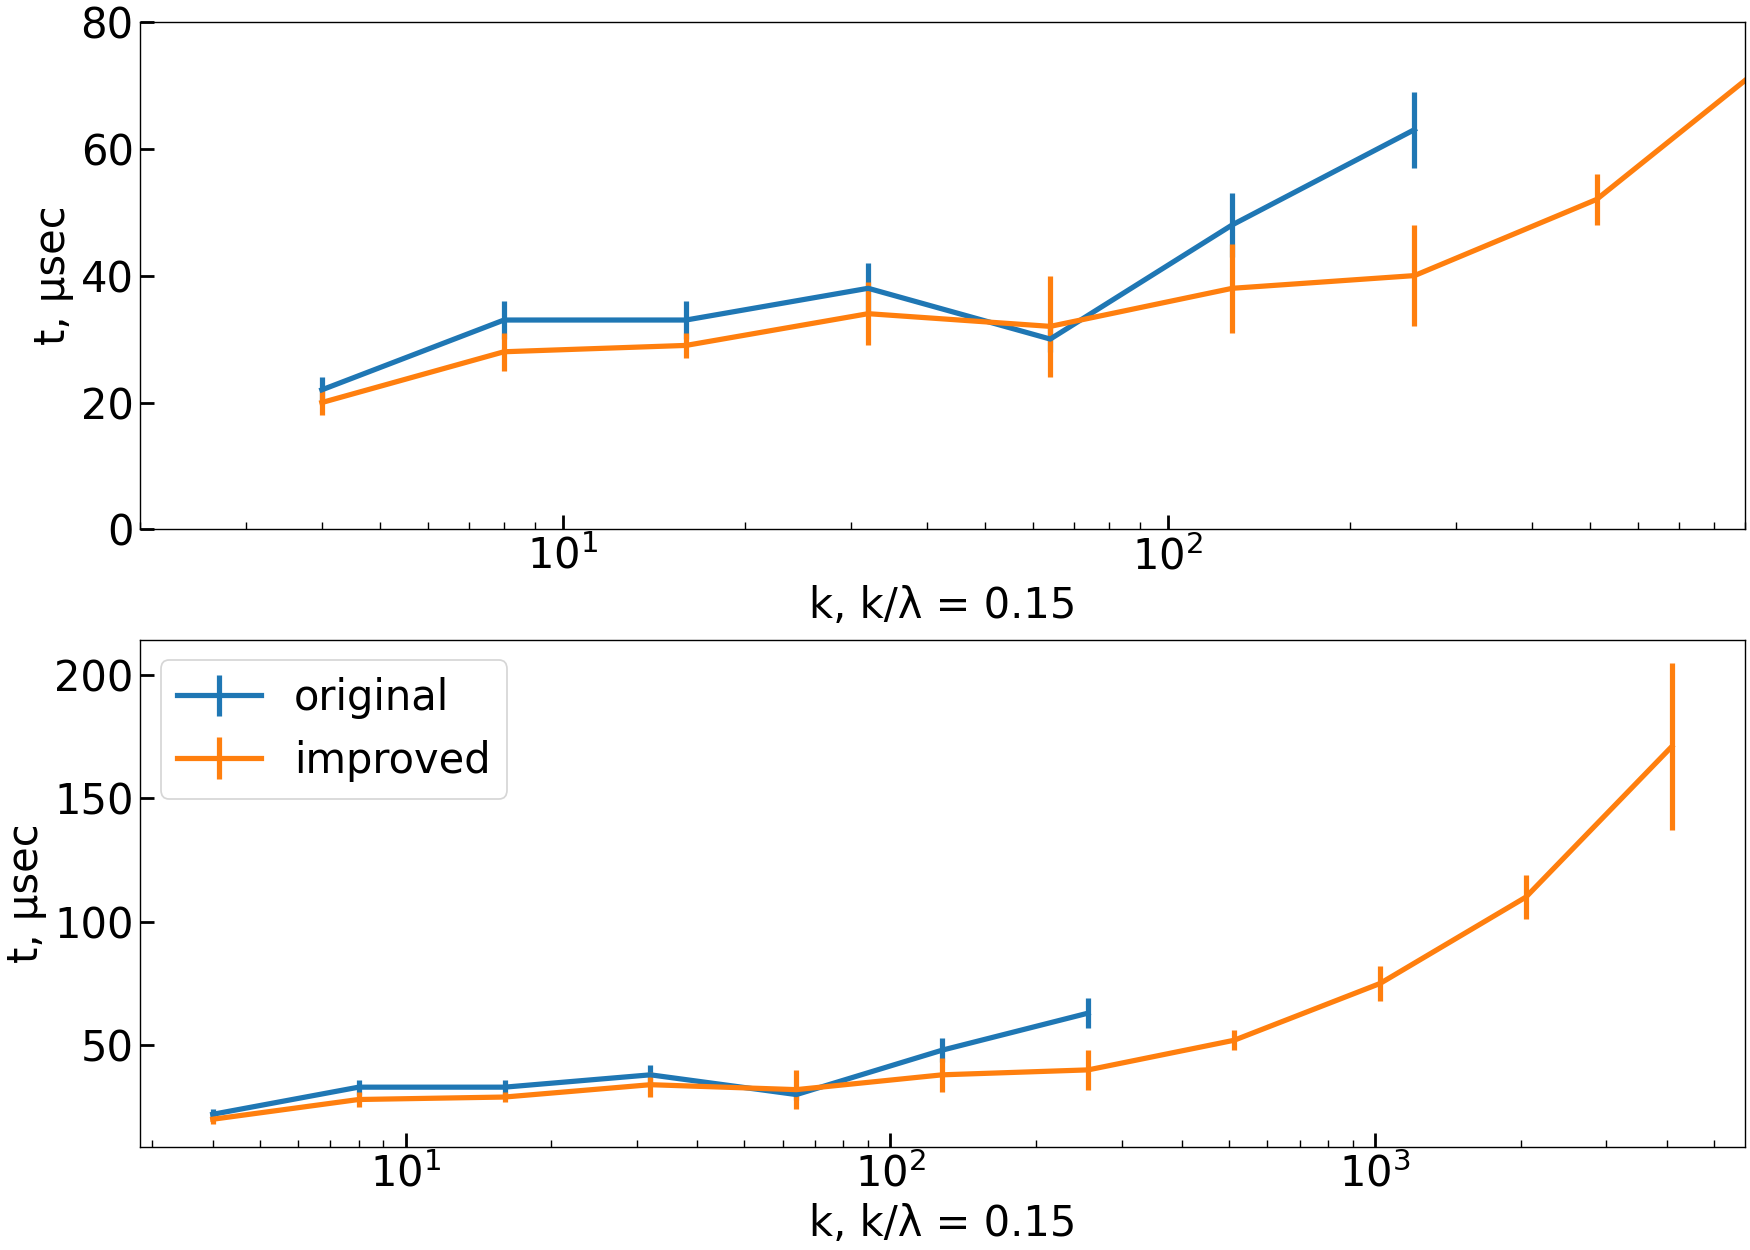 80
60
40
20
0
t, μsec
10¹
10²
k, k/λ = 0.15
200
150
100
50
t, μsec
original
improved
10¹
10²
10³
k, k/λ = 0.15